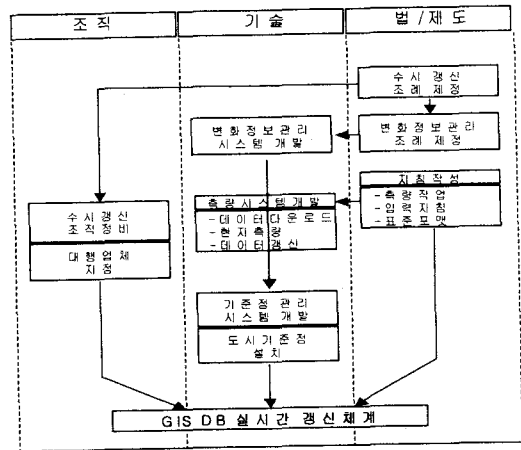 조 직
기 술
법 / 제 도
수 시 갱 신
조 례 제 정
변 화 정 보 관 리
시 스 템 개 발
변 화 정 보 관 리
조 례 제 정
지 침 작 성
- 측 량 작 업
- 입 력 지 침
- 표 준 포 맷
측 량 시 스 템 개 발
- 데 이 터 다 운 로 드
- 현 지 측 량
- 데 이 터 갱 신
수 시 갱 신
조 직 정 비
대 행 업 체
지 정
기 준 점 관 리
시 스 템 개 발
도 시 기 준 점
설 치
GIS DB 실 시 간 갱 신 체 계